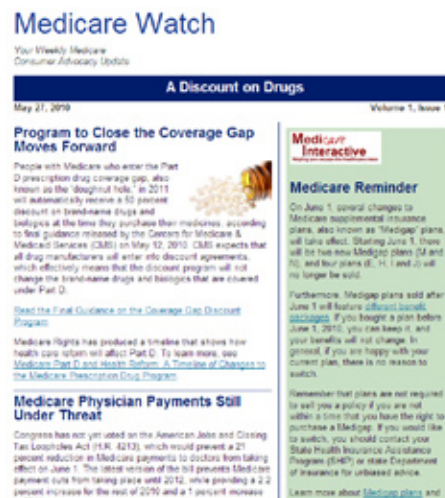 Medicare Watch
Your Weekly Medicare
Consumer Advocacy Update
A Discount on Drugs
May 27, 2010
Volume 1, Issue
Program to Close the Coverage Gap
Moves Forward
People with Medicare who enter the Part
D prescription drug coverage gap, also
known as the "doughnut hole," in 2011
will automatically receive a 50 percent
discount on brand-name drugs and
biologics at the time they purchase their medicines, according
to final guidance released by the Centers for Medicare &
Medicaid Services (CMS) on May 12, 2010. CMS expects that
all drug manufacturers will enter into discount agreements,
which effectively means that the discount program will not
change the brand-name drugs and biologics that are covered
under Part D.
Read the Final Guidance on the Coverage Gap Discount
Program
Medicare Rights has produced a timeline that shows how
health care reform will affect Part D. To learn more, see
Medicare Part D and Health Reform: A Timeline of Changes to
the Medicare Prescription Drug Program
Medicare Physician Payments Still
Under Threat
Congress has not yet voted on the American Jobs and Closing
Tax Loopholes Act (H.R. 4213), which would prevent a 21
percent reduction in Medicare payments to doctors from taking
effect on June 1. The latest version of the bill prevents Medicare
payment cuts from taking place until 2012, while providing a 2.2
percent increase for the rest of 2010 and a 1 percent increase
Medicare
Interactive
Medicare Reminder
On June 1, several changes to
Medicare supplemental insurance
plans, also known as "Medigap" plans,
will take effect. Starting June 1, there
will be two new Medigap plans (M and
N), and four plans (E, H, I and J) will
no longer be sold.
Furthermore, Medigap plans sold after
June 1 will feature different benefit
packages. If you bought a plan before
June 1, 2010, you can keep it, and
your benefits will not change. In
general, if you are happy with your
current plan, there is no reason to
switch.
Remember that plans are not required
to sell you a policy if you are not
within a time that you have the right to
purchase a Medigap. If you would like
to switch, you should contact your
State Health Insurance Assistance
Program (SHIP) or state Department
of Insurance for unbiased advice.
Learn more about Medigap plans and